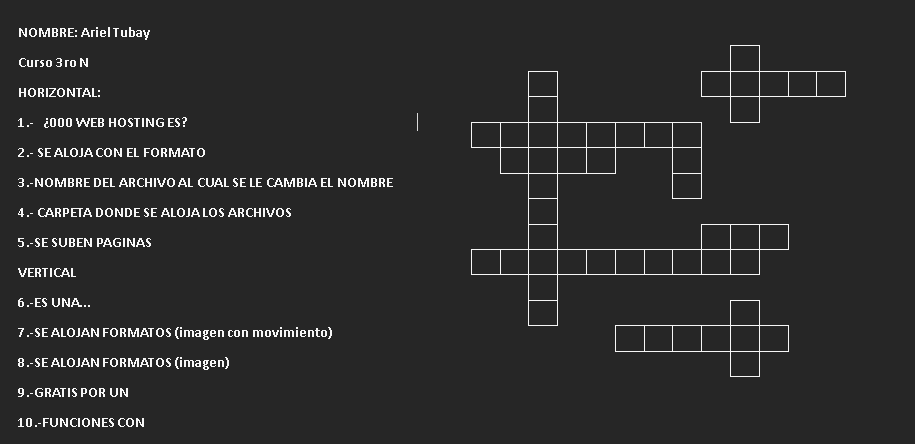 NOMBRE: Ariel Tubay
Curso 3ro N
HORIZONTAL:
1.- ¿000 WEB HOSTING ES?
2.- SE ALOJA CON EL FORMATO
3.-NOMBRE DEL ARCHIVO AL CUAL SE LE CAMBIA EL NOMBRE
4.- CARPETA DONDE SE ALOJA LOS ARCHIVOS
5.-SE SUBEN PAGINAS
VERTICAL
6.-ES UNA...
7.-SE ALOJAN FORMATOS (imagen con movimiento)
8.-SE ALOJAN FORMATOS (imagen)
9.-GRATIS POR UN
10.-FUNCIONES CON